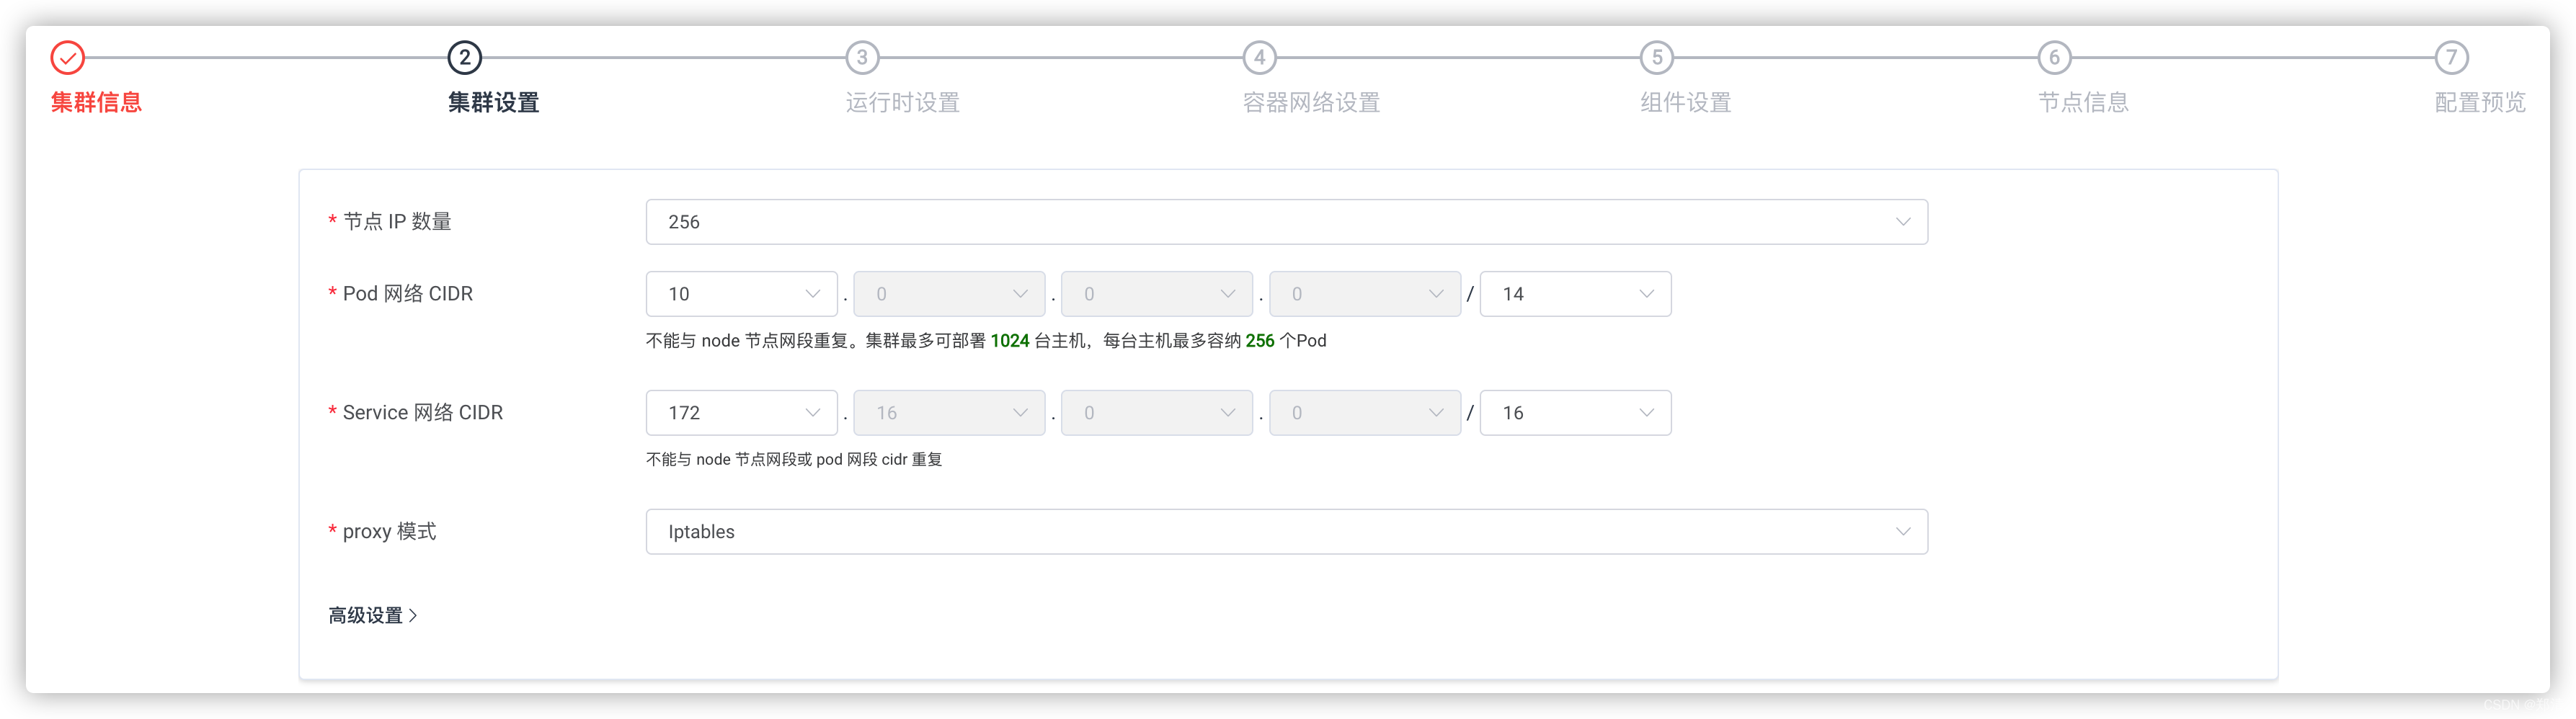 2 3 4 5 6 7
集群信息 集群设置 运行时设置 容器网络设置 组件设置 节点信息 配置预览
* 节点 IP 数量 256
* Pod 网络 CIDR 10 . 0 . 0 . 0 / 14
不能与 node 节点网段重复。集群最多可部署 1024 台主机，每台主机最多容纳 256 个Pod
* Service 网络 CIDR 172 . 16 . 0 . 0 / 16
不能与 node 节点网段或 pod 网段 cidr 重复
* proxy 模式 Iptables
高级设置 >